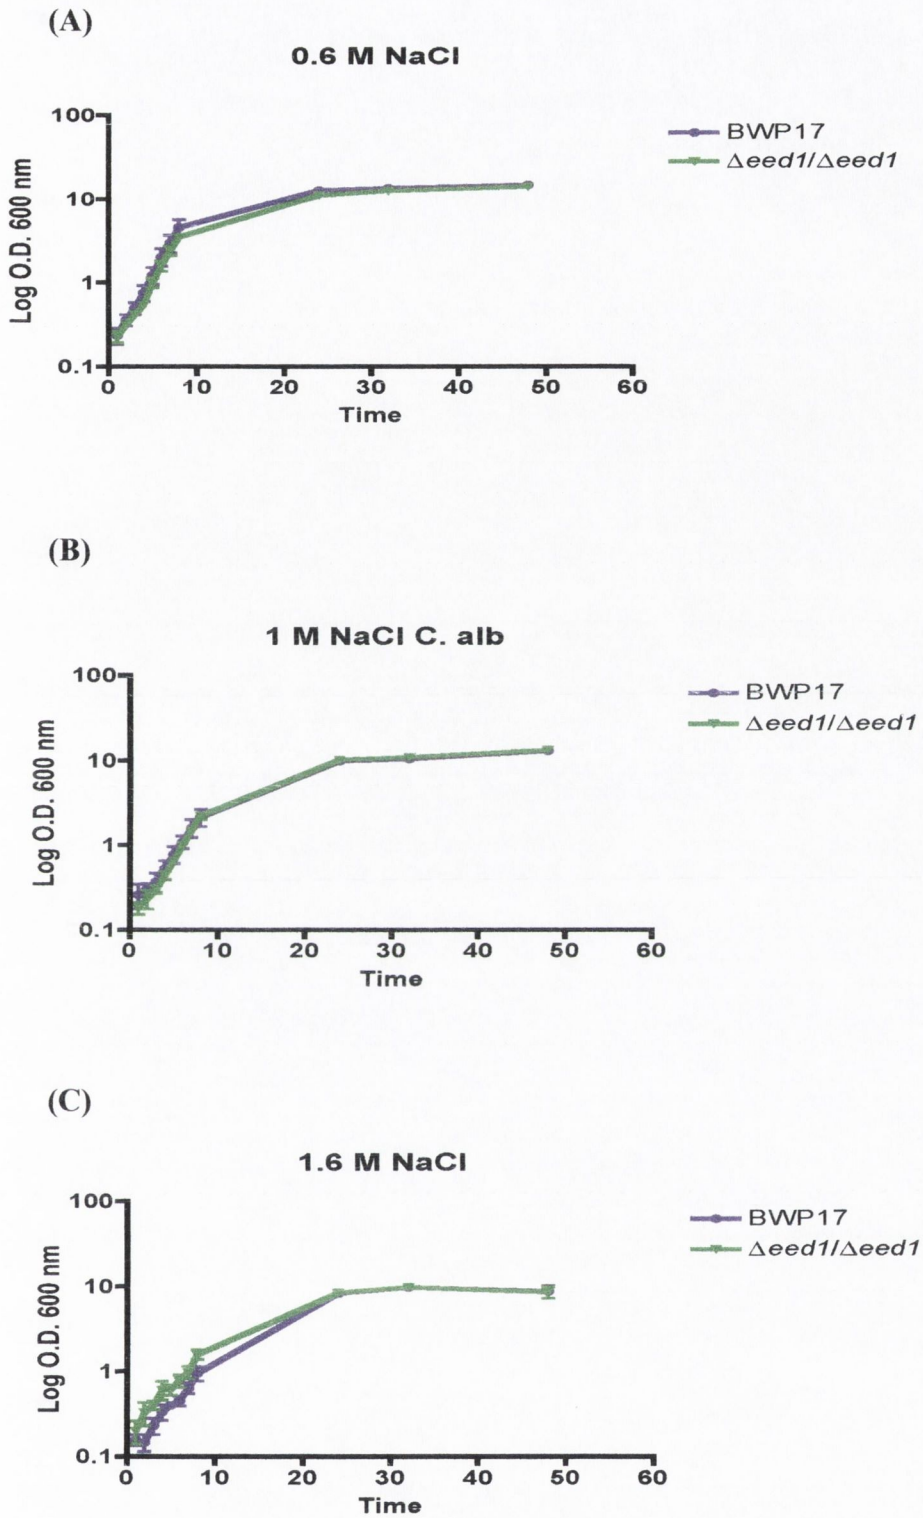 (A)
0.6 M NaCl
100
10
1
0.1
Log O.D. 600 nm
0 10 20 30 40 50 60
Time
BWP17
Δeed1/Δeed1
(B)
1 M NaCl C. alb
100
10
1
0.1
Log O.D. 600 nm
0 10 20 30 40 50 60
Time
BWP17
Δeed1/Δeed1
(C)
1.6 M NaCl
100
10
1
0.1
Log O.D. 600 nm
0 10 20 30 40 50 60
Time
BWP17
Δeed1/Δeed1